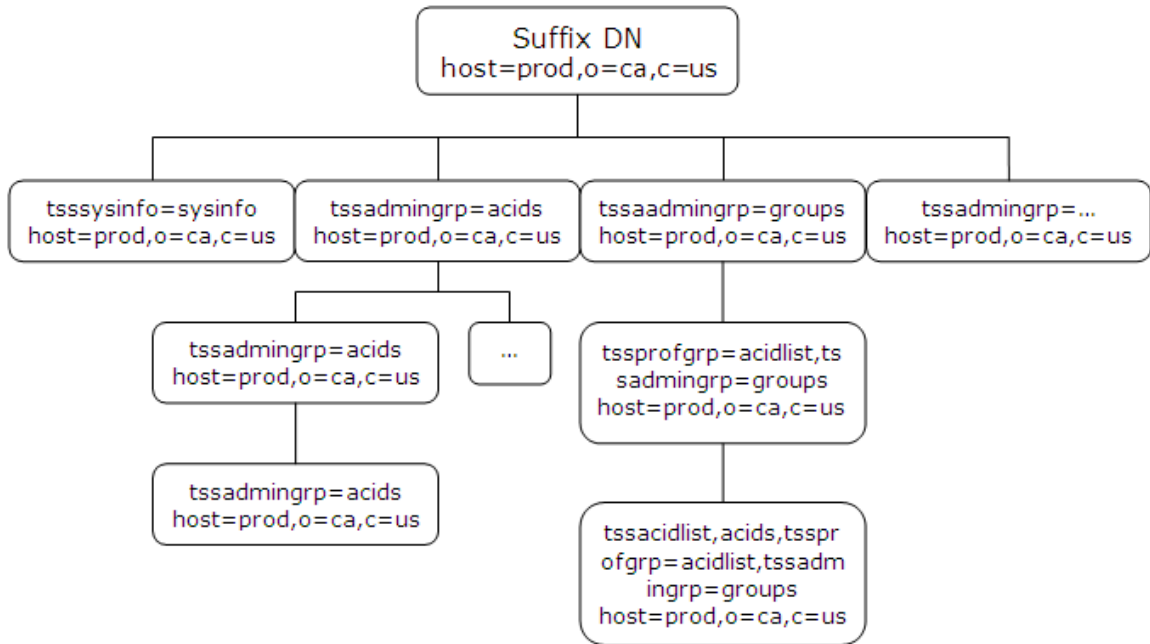 Suffix DN
host=prod,o=ca,c=us
tsssysinfo=sysinfo
host=prod,o=ca,c=us
tssadmingrp=acids
host=prod,o=ca,c=us
tssaadmingrp=groups
host=prod,o=ca,c=us
tssadmingrp=...
host=prod,o=ca,c=us
tssadmingrp=acids
host=prod,o=ca,c=us
...
tssprofgrp=acidlist,ts
sadmingrp=groups
host=prod,o=ca,c=us
tssadmingrp=acids
host=prod,o=ca,c=us
tssacidlist,acids,tsspr
ofgrp=acidlist,tssadm
ingrp=groups
host=prod,o=ca,c=us